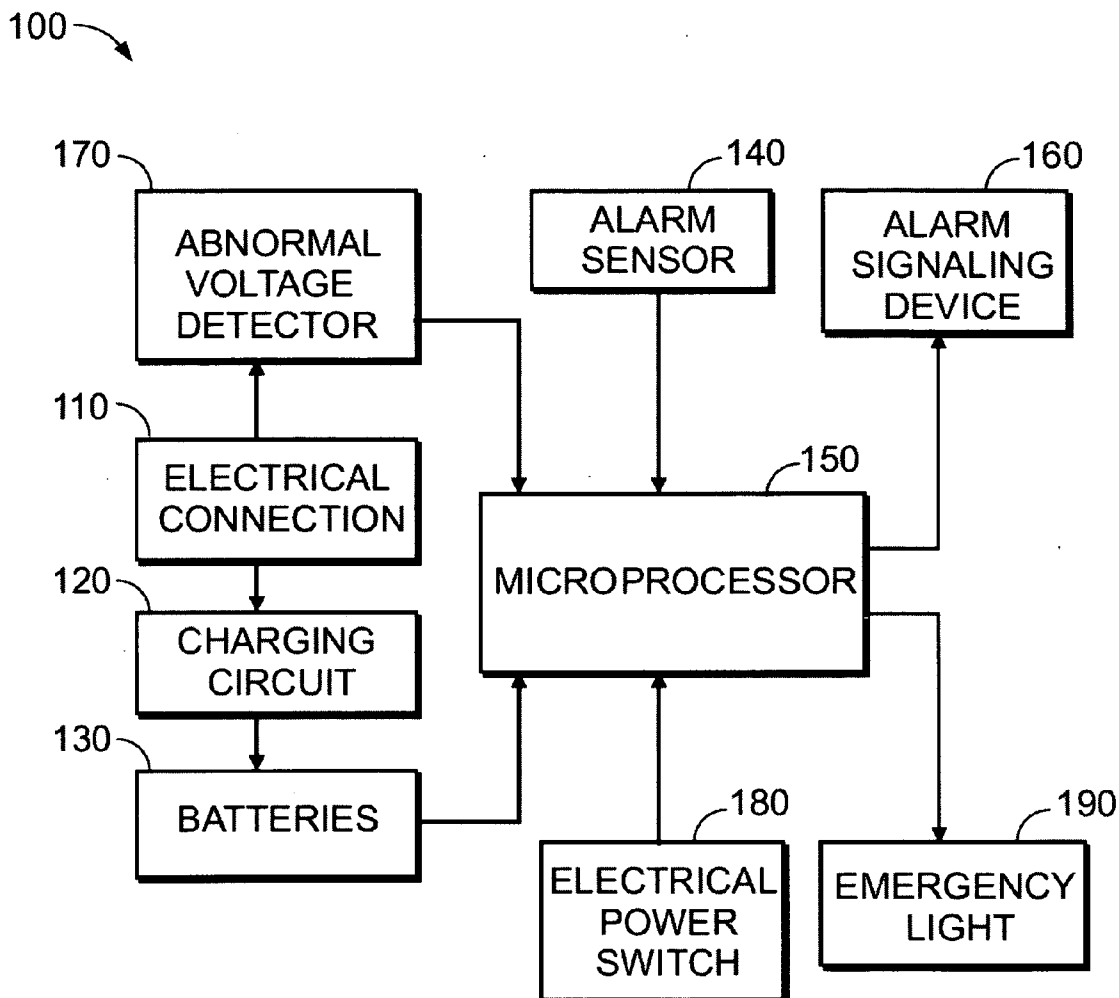 100
170
ABNORMAL
VOLTAGE
DETECTOR
140
ALARM
SENSOR
160
ALARM
SIGNALING
DEVICE
110
ELECTRICAL
CONNECTION
150
MICROPROCESSOR
120
CHARGING
CIRCUIT
130
BATTERIES
180
ELECTRICAL
POWER
SWITCH
190
EMERGENCY
LIGHT